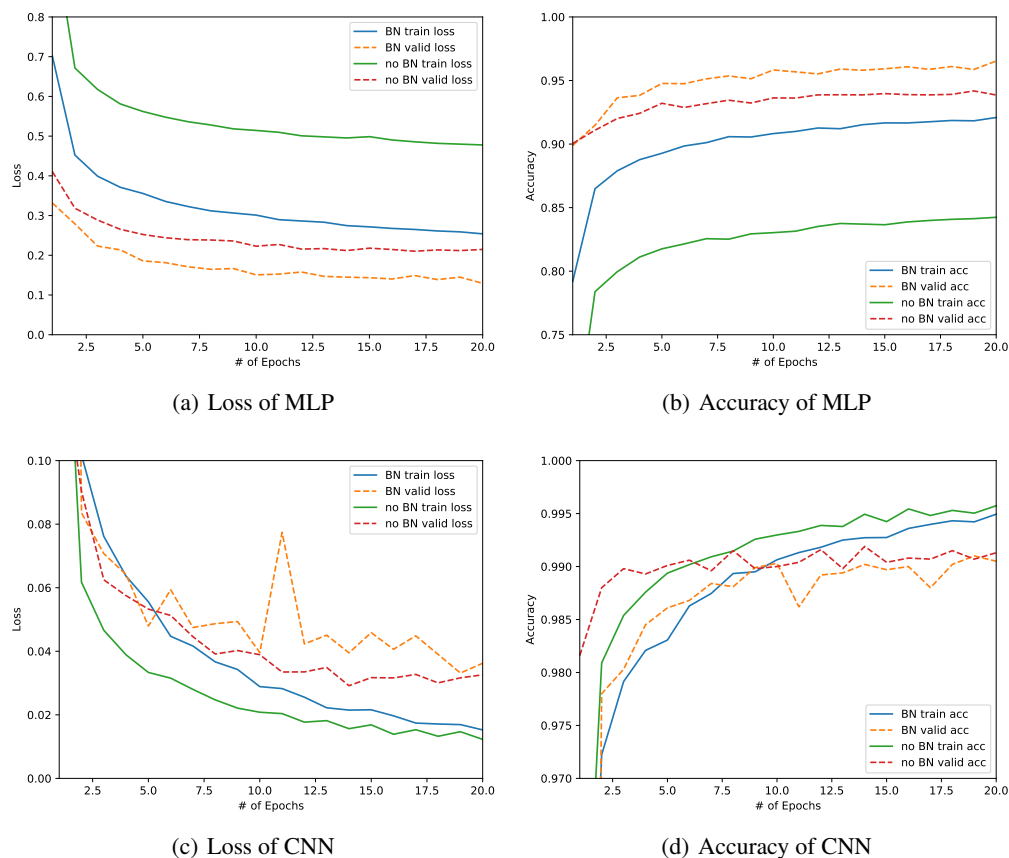 0.8
0.7
0.6
0.5
0.4
0.3
0.2
0.1
0.0
Loss
BN train loss
BN valid loss
no BN train loss
no BN valid loss
2.5 5.0 7.5 10.0 12.5 15.0 17.5 20.0
# of Epochs
(a) Loss of MLP
1.00
0.95
0.90
0.85
0.80
0.75
Accuracy
BN train acc
BN valid acc
no BN train acc
no BN valid acc
2.5 5.0 7.5 10.0 12.5 15.0 17.5 20.0
# of Epochs
(b) Accuracy of MLP
0.10
0.08
0.06
0.04
0.02
0.00
Loss
BN train loss
BN valid loss
no BN train loss
no BN valid loss
2.5 5.0 7.5 10.0 12.5 15.0 17.5 20.0
# of Epochs
(c) Loss of CNN
1.000
0.995
0.990
0.985
0.980
0.975
0.970
Accuracy
BN train acc
BN valid acc
no BN train acc
no BN valid acc
2.5 5.0 7.5 10.0 12.5 15.0 17.5 20.0
# of Epochs
(d) Accuracy of CNN